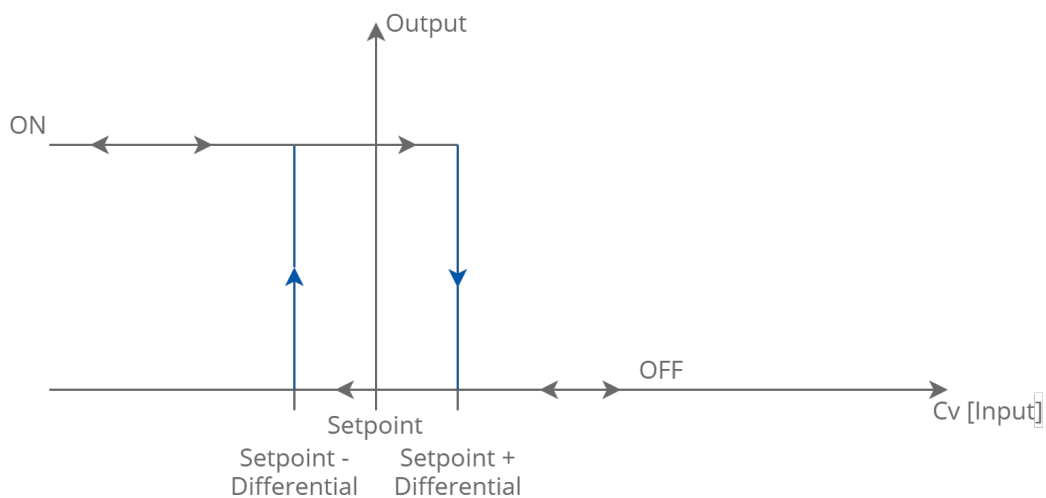 Output
ON
OFF
Cv [Input]
Setpoint
Setpoint -
Differential
Setpoint +
Differential